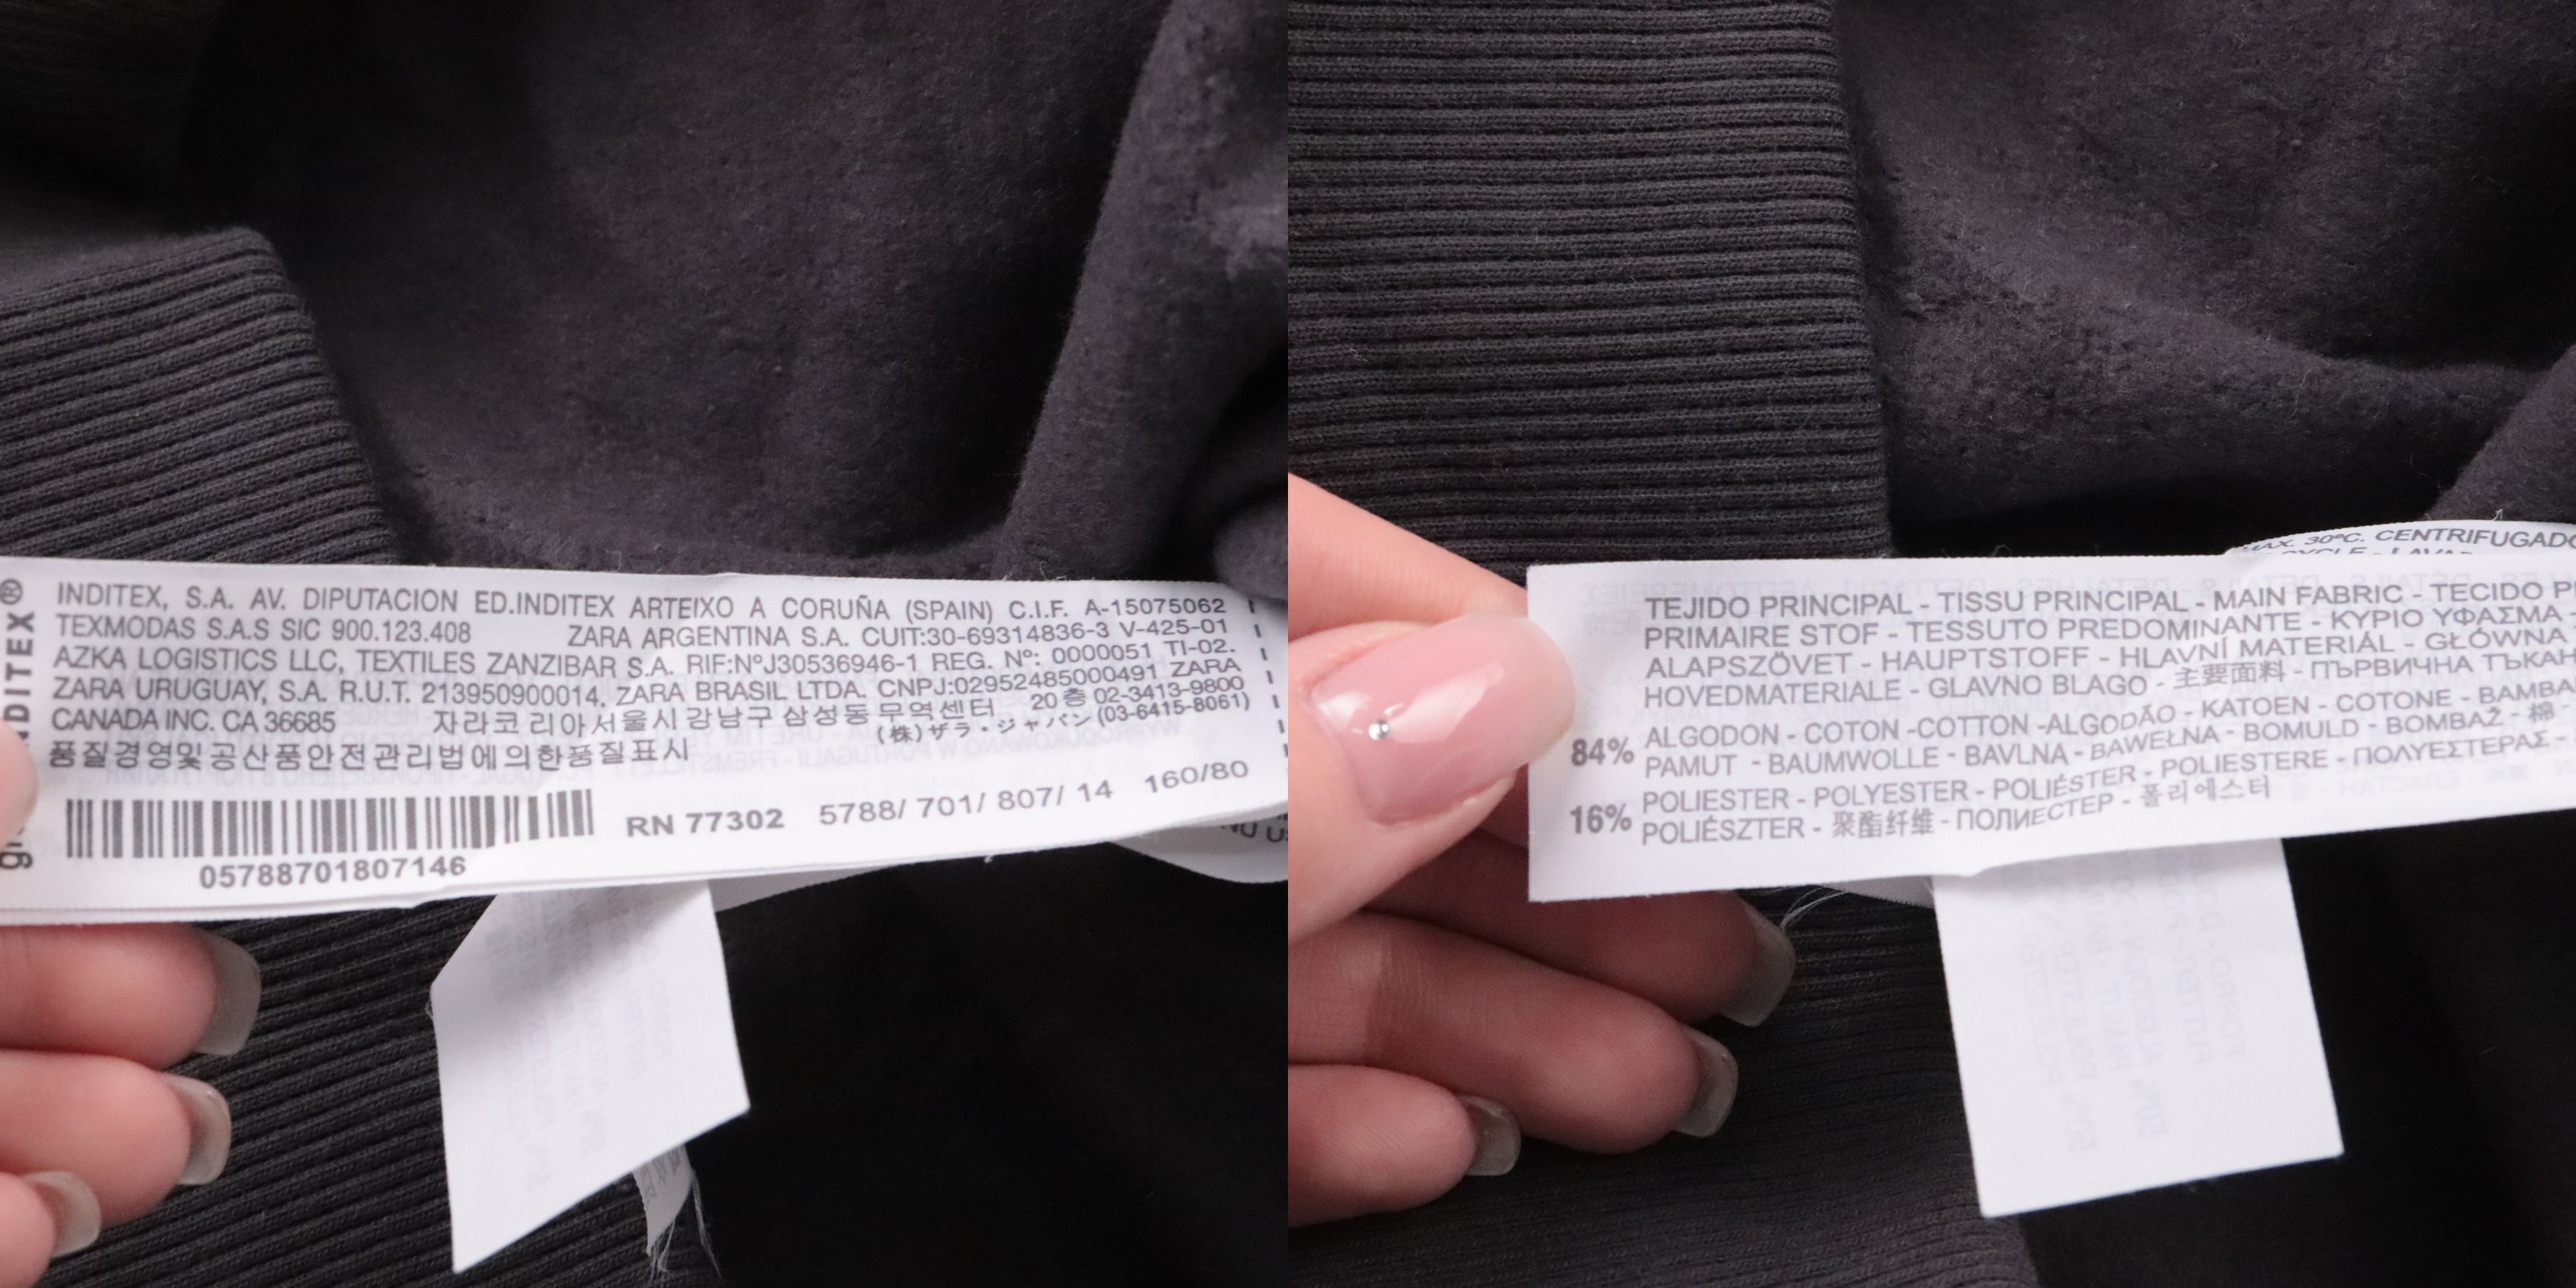 INDITEX®
INDITEX, S.A. AV. DIPUTACION ED.INDITEX ARTEIXO A CORUÑA (SPAIN) C.I.F. A-15075062
TEXMODAS S.A.S SIC 900.123.408 ZARA ARGENTINA S.A. CUIT:30-69314836-3 V-425-01
AZKA LOGISTICS LLC, TEXTILES ZANZIBAR S.A. RIF:NºJ30536946-1 REG. Nº: 0000051 TI-02.
ZARA URUGUAY, S.A. R.U.T. 213950900014, ZARA BRASIL LTDA. CNPJ:02952485000491 ZARA
CANADA INC. CA 36685 자라코리아서울시강남구삼성동무역센터 20층 02-3413-9800
(株)ザラ・ジャパン (03-6415-8061)
품질경영및공산품안전관리법에의한품질표시
05788701807146
RN 77302 5788/ 701/ 807/ 14 160/80
MAX. 30ºC. CENTRIFUGADO
TEJIDO PRINCIPAL - TISSU PRINCIPAL - MAIN FABRIC - TECIDO P
PRIMAIRE STOF - TESSUTO PREDOMINANTE - ΚΥΡΙΟ ΥΦΑΣΜΑ -
ALAPSZÖVET - HAUPTSTOFF - HLAVNÍ MATERIÁL - GŁÓWNA
HOVEDMATERIALE - GLAVNO BLAGO - 主要面料 - ПЪРВИЧНА ТЪКАН
84% ALGODON - COTON -COTTON -ALGODÃO - KATOEN - COTONE - BAMBA
PAMUT - BAUMWOLLE - BAVLNA - BAWEŁNA - BOMULD - BOMBAŽ - 棉 -
16% POLIESTER - POLYESTER - POLIÉSTER - POLIESTERE - ΠΟΛΥΕΣΤΕΡΑΣ -
POLIÉSZTER - 聚酯纤维 - ПОЛИЕСТЕР - 폴리에스터